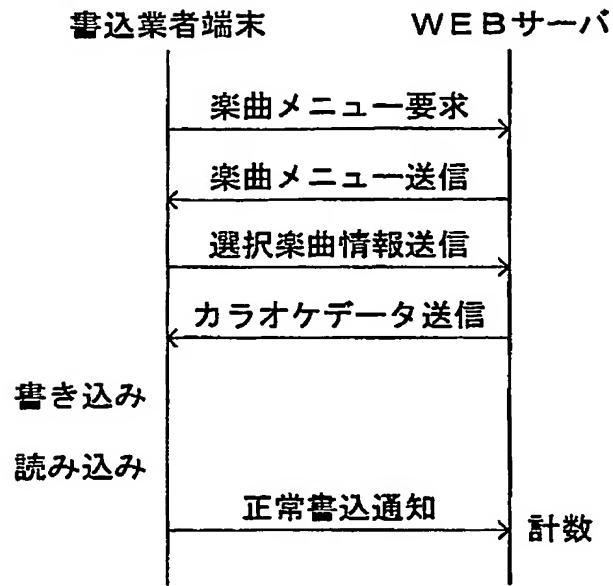 書込業者端末
ＷＥＢサーバ
楽曲メニュー要求
楽曲メニュー送信
選択楽曲情報送信
カラオケデータ送信
書き込み
読み込み
正常書込通知
計数